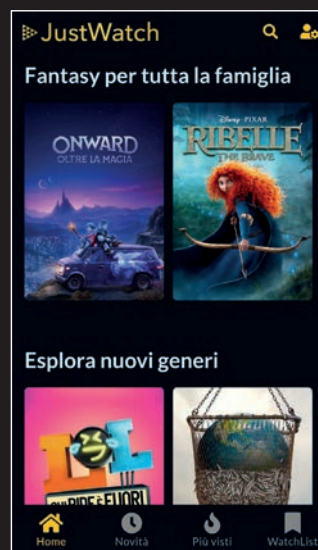 JustWatch
Fantasy per tutta la famiglia
ONWARD
OLTRE LA MAGIA
Disney · PIXAR
RIBELLE
THE BRAVE
Esplora nuovi generi
LOL
CHI RIDE È FUORI
Home
Novità
Più visti
WatchList